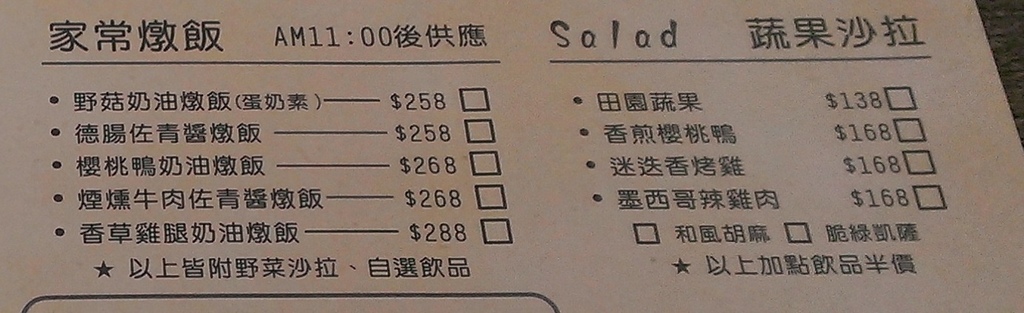 家常燉飯 AM11:00後供應
• 野菇奶油燉飯(蛋奶素) $258 □
• 德腸佐青醬燉飯 $258 □
• 櫻桃鴨奶油燉飯 $268 □
• 煙燻牛肉佐青醬燉飯 $268 □
• 香草雞腿奶油燉飯 $288 □
★ 以上皆附野菜沙拉、自選飲品
Salad 蔬果沙拉
• 田園蔬果 $138 □
• 香煎櫻桃鴨 $168 □
• 迷迭香烤雞 $168 □
• 墨西哥辣雞肉 $168 □
□ 和風胡麻 □ 脆綠凱薩
★ 以上加點飲品半價